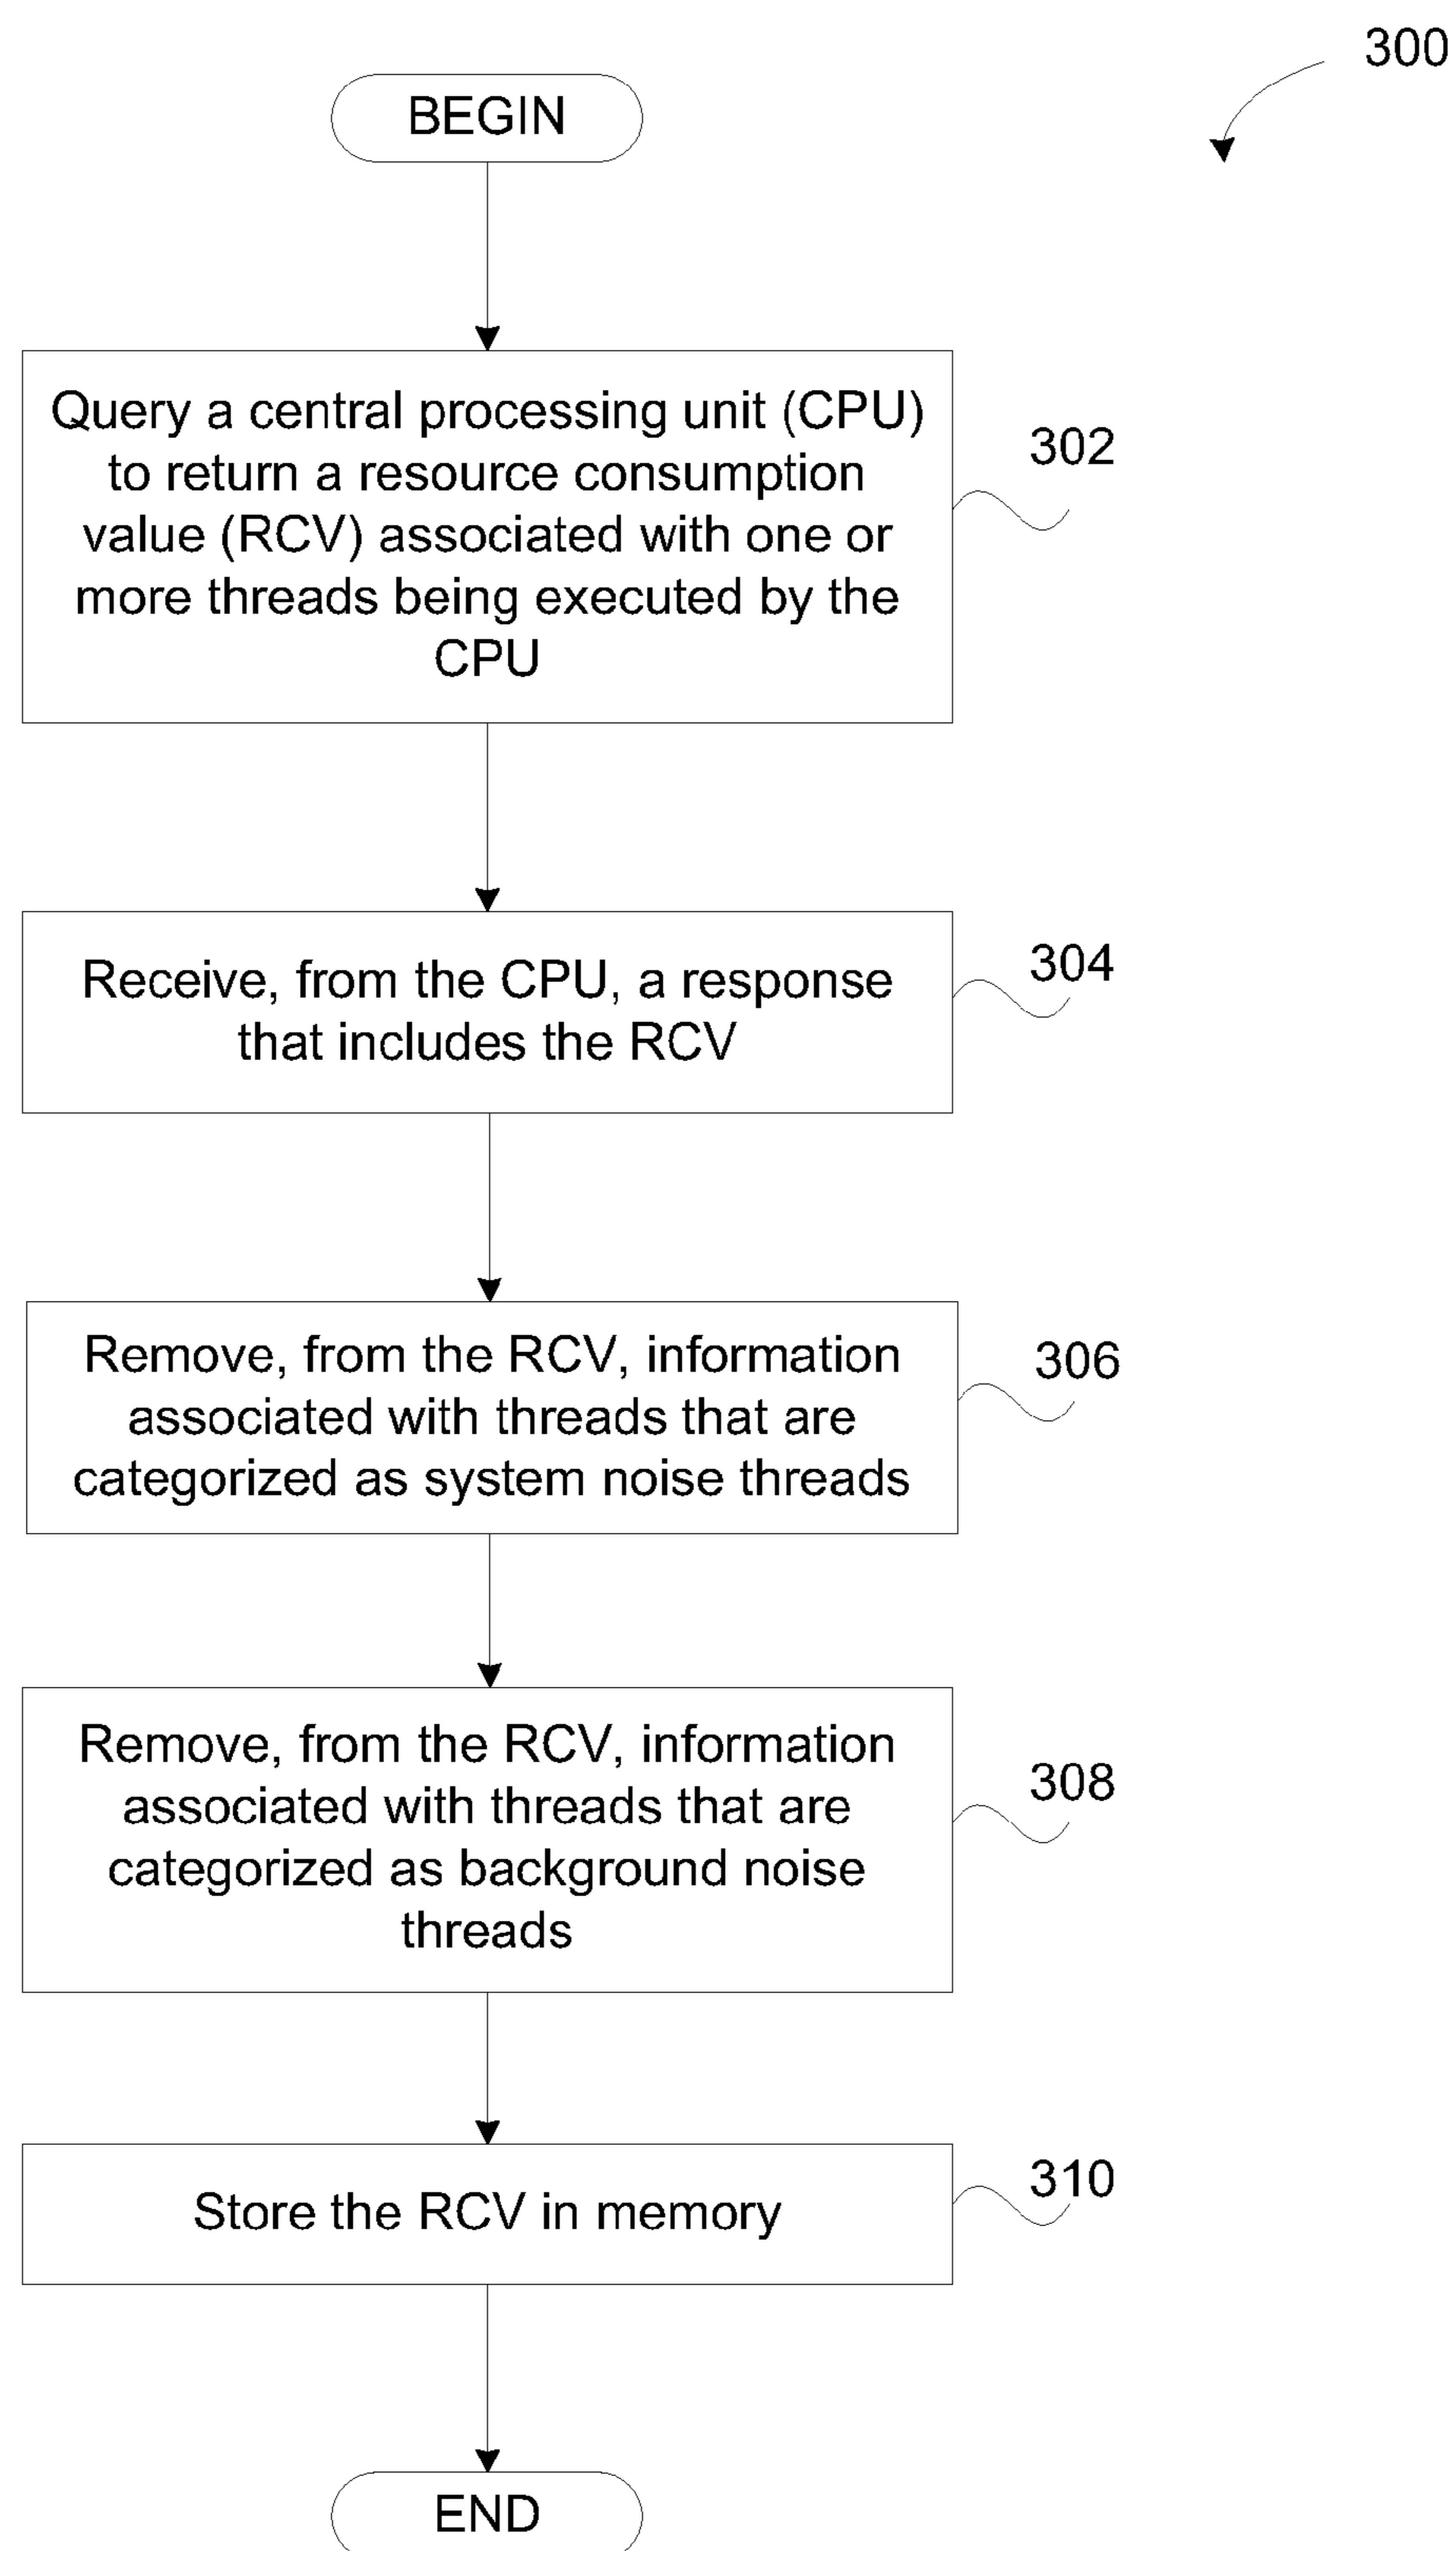 300
BEGIN
Query a central processing unit (CPU)
to return a resource consumption
value (RCV) associated with one or
more threads being executed by the
CPU
302
Receive, from the CPU, a response
that includes the RCV
304
Remove, from the RCV, information
associated with threads that are
categorized as system noise threads
306
Remove, from the RCV, information
associated with threads that are
categorized as background noise
threads
308
Store the RCV in memory
310
END